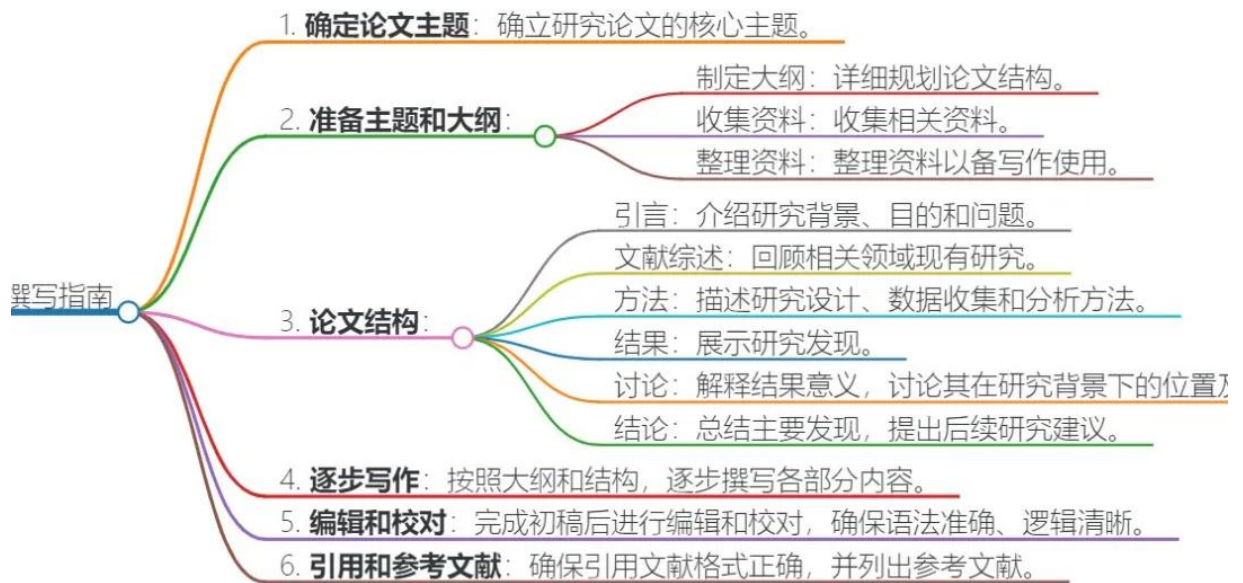 1. 确定论文主题：确立研究论文的核心主题。
2. 准备主题和大纲：
制定大纲：详细规划论文结构。
收集资料：收集相关资料。
整理资料：整理资料以备写作使用。
撰写指南
3. 论文结构：
引言：介绍研究背景、目的和问题。
文献综述：回顾相关领域现有研究。
方法：描述研究设计、数据收集和分析方法。
结果：展示研究发现。
讨论：解释结果意义，讨论其在研究背景下的位置及
结论：总结主要发现，提出后续研究建议。
4. 逐步写作：按照大纲和结构，逐步撰写各部分内容。
5. 编辑和校对：完成初稿后进行编辑和校对，确保语法准确、逻辑清晰。
6. 引用和参考文献：确保引用文献格式正确，并列出参考文献。